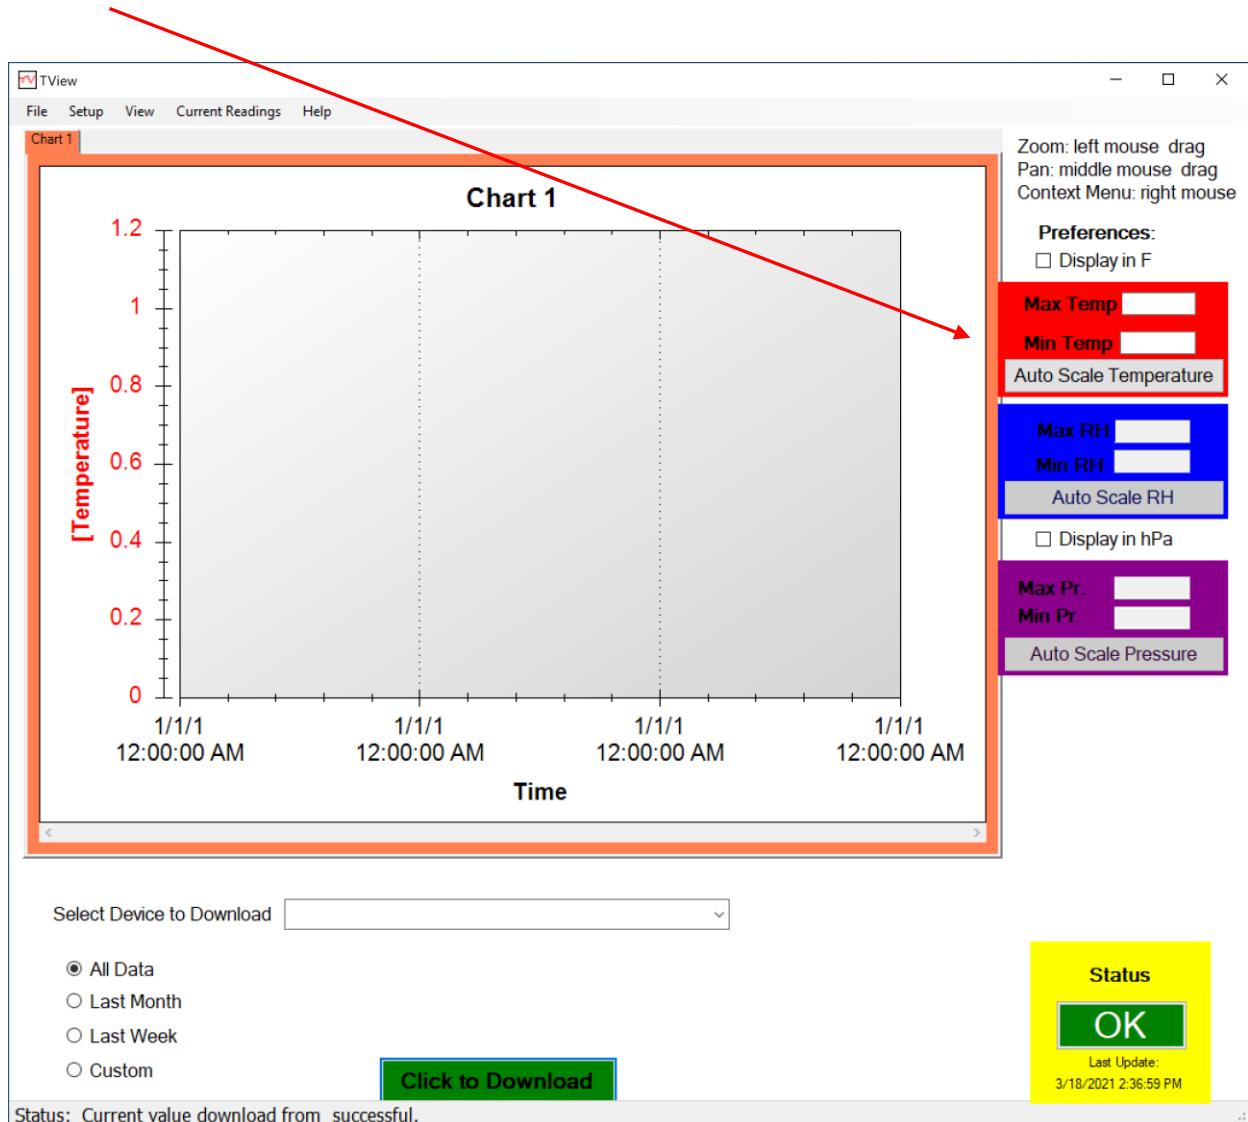 TView
File Setup View Current Readings Help
Chart 1
Zoom: left mouse drag
Pan: middle mouse drag
Context Menu: right mouse
Preferences:
Display in F
Max Temp
Min Temp
Auto Scale Temperature
Max RH
Min RH
Auto Scale RH
Display in hPa
Max Pr.
Min Pr.
Auto Scale Pressure
Chart 1
[Temperature]
1.2
1
0.8
0.6
0.4
0.2
0
1/1/1 1/1/1 1/1/1 1/1/1
12:00:00 AM 12:00:00 AM 12:00:00 AM 12:00:00 AM
Time
Select Device to Download
All Data
Last Month
Last Week
Custom
Click to Download
Status
OK
Last Update:
3/18/2021 2:36:59 PM
Status: Current value download from successful.